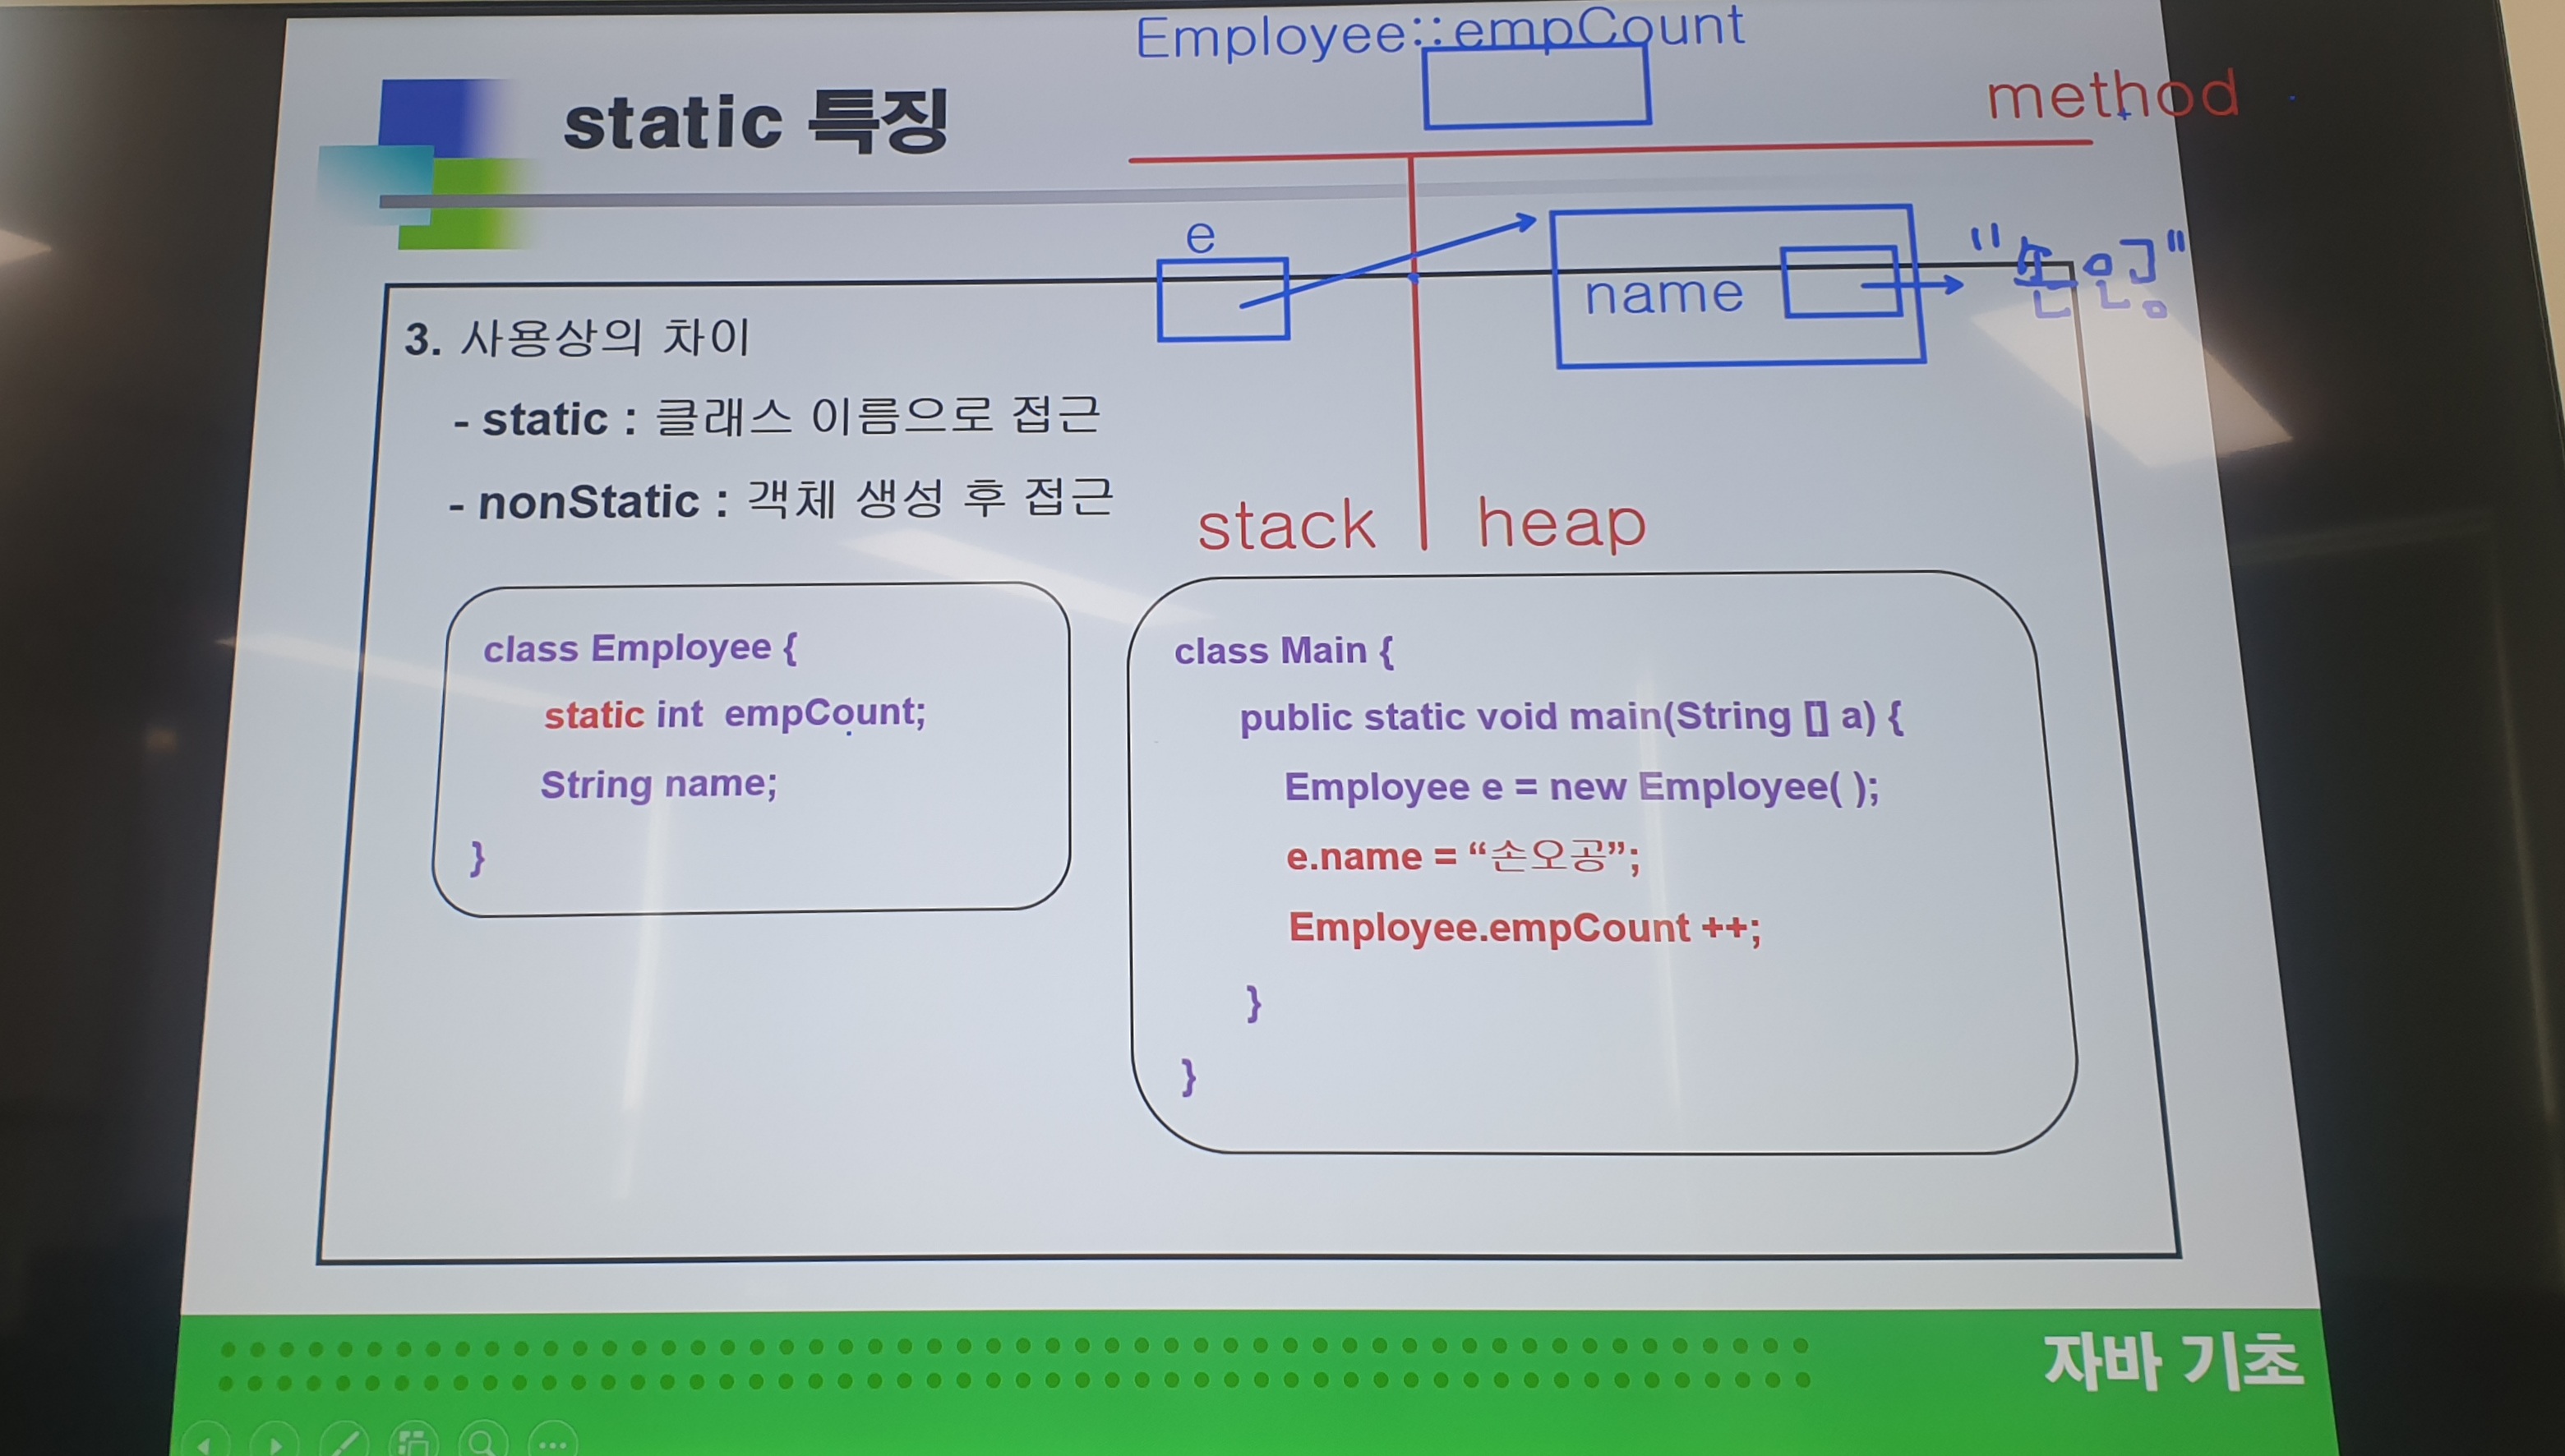 Employee::empCount
method
static 특징
e
name
"손오공"
3. 사용상의 차이
- static : 클래스 이름으로 접근
- nonStatic : 객체 생성 후 접근
stack
heap
class Employee {
static int empCount;
String name;
}
class Main {
public static void main(String [] a) {
Employee e = new Employee( );
e.name = “손오공”;
Employee.empCount ++;
}
}
자바 기초